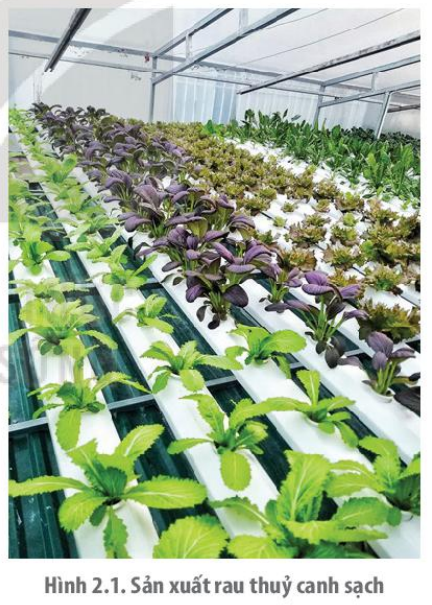 Hình 2.1. Sản xuất rau thuỷ canh sạch